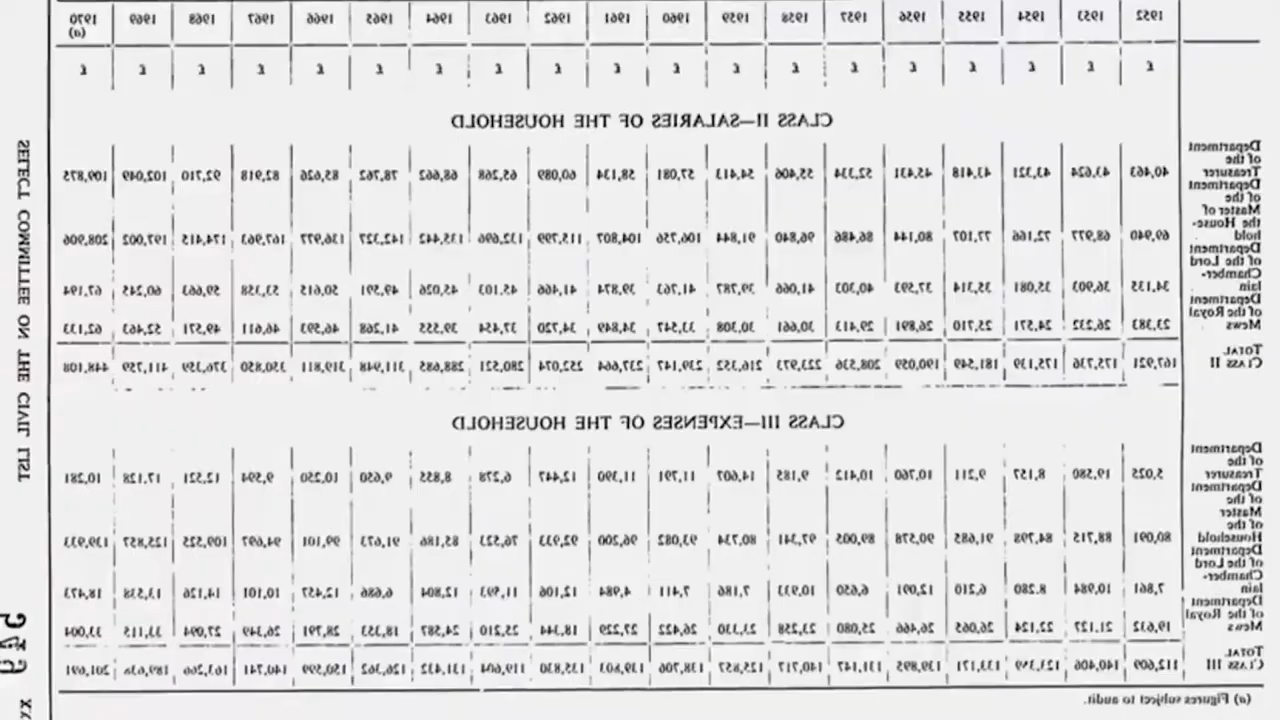 1952 1953 1954 1955 1956 1957 1958 1959 1960 1961 1962 1963 1964 1965 1966 1967 1968 1969 1970
(a)
£ £ £ £ £ £ £ £ £ £ £ £ £ £ £ £ £ £ £
CLASS II—SALARIES OF THE HOUSEHOLD
Department
of the
Treasurer 40,463 43,624 43,321 43,418 45,431 52,334 55,406 54,413 57,081 58,134 60,089 65,268 68,662 78,762 85,626 82,918 92,710 102,049 109,875
Department
of the
Master of
the House-
hold 69,940 68,977 72,166 77,107 80,144 86,486 96,840 91,844 106,756 104,807 115,799 132,696 135,442 142,327 136,977 167,963 174,415 197,002 208,906
Department
of the Lord
Chamber-
lain 34,135 36,903 35,081 35,314 37,593 40,303 41,066 39,787 41,763 39,874 41,466 45,103 45,026 49,591 50,615 53,358 59,663 60,245 67,194
Department
of the Royal
Mews 23,383 26,232 24,571 25,710 26,891 29,413 30,661 30,308 33,547 34,849 34,720 37,454 39,555 41,268 46,593 46,611 49,571 52,463 62,133
TOTAL
CLASS II 167,921 175,736 175,139 181,549 190,059 208,536 223,973 216,352 239,147 237,664 252,074 280,521 288,685 311,948 319,811 350,850 376,359 411,759 448,108
CLASS III—EXPENSES OF THE HOUSEHOLD
Department
of the
Treasurer 5,025 19,580 8,157 9,211 10,760 10,412 9,185 14,607 11,791 11,390 12,447 6,278 8,855 9,650 10,250 9,594 12,521 17,128 10,281
Department
of the
Master
of the
Household 80,091 88,715 84,798 91,685 90,578 89,005 97,341 80,734 93,082 96,200 92,933 76,523 85,186 91,673 99,101 94,697 109,525 125,857 139,933
Department
of the Lord
Chamber-
lain 7,861 10,984 8,280 6,210 12,091 6,650 10,933 7,186 7,411 4,984 12,106 11,593 12,804 6,686 12,457 10,101 14,126 13,538 18,473
Department
of the Royal
Mews 19,632 21,127 22,124 26,065 26,466 25,080 23,258 23,330 26,422 27,229 18,344 25,210 24,587 18,353 28,791 26,349 27,094 33,115 33,004
TOTAL
CLASS III 112,609 140,406 123,359 133,171 139,895 131,147 140,717 125,857 138,706 139,803 135,830 119,604 131,432 126,362 150,599 140,741 163,266 189,638 201,691
(a) Figures subject to audit.
SELECT COMMITTEE ON THE CIVIL LIST